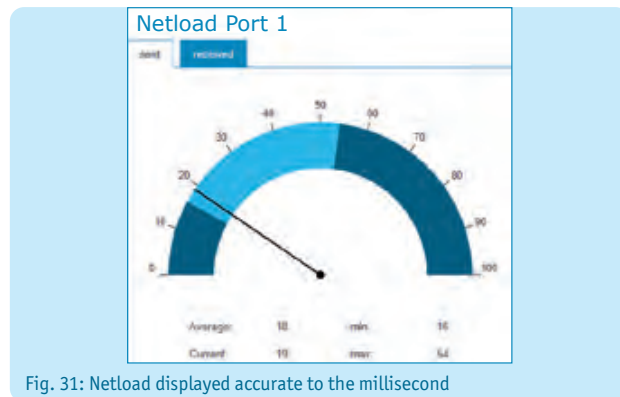 Netload Port 1
sent received
50
40 60
30 70
20 80
10 90
0 100
Average: 18 min: 16
Current: 19 max: 54
Fig. 31: Netload displayed accurate to the millisecond